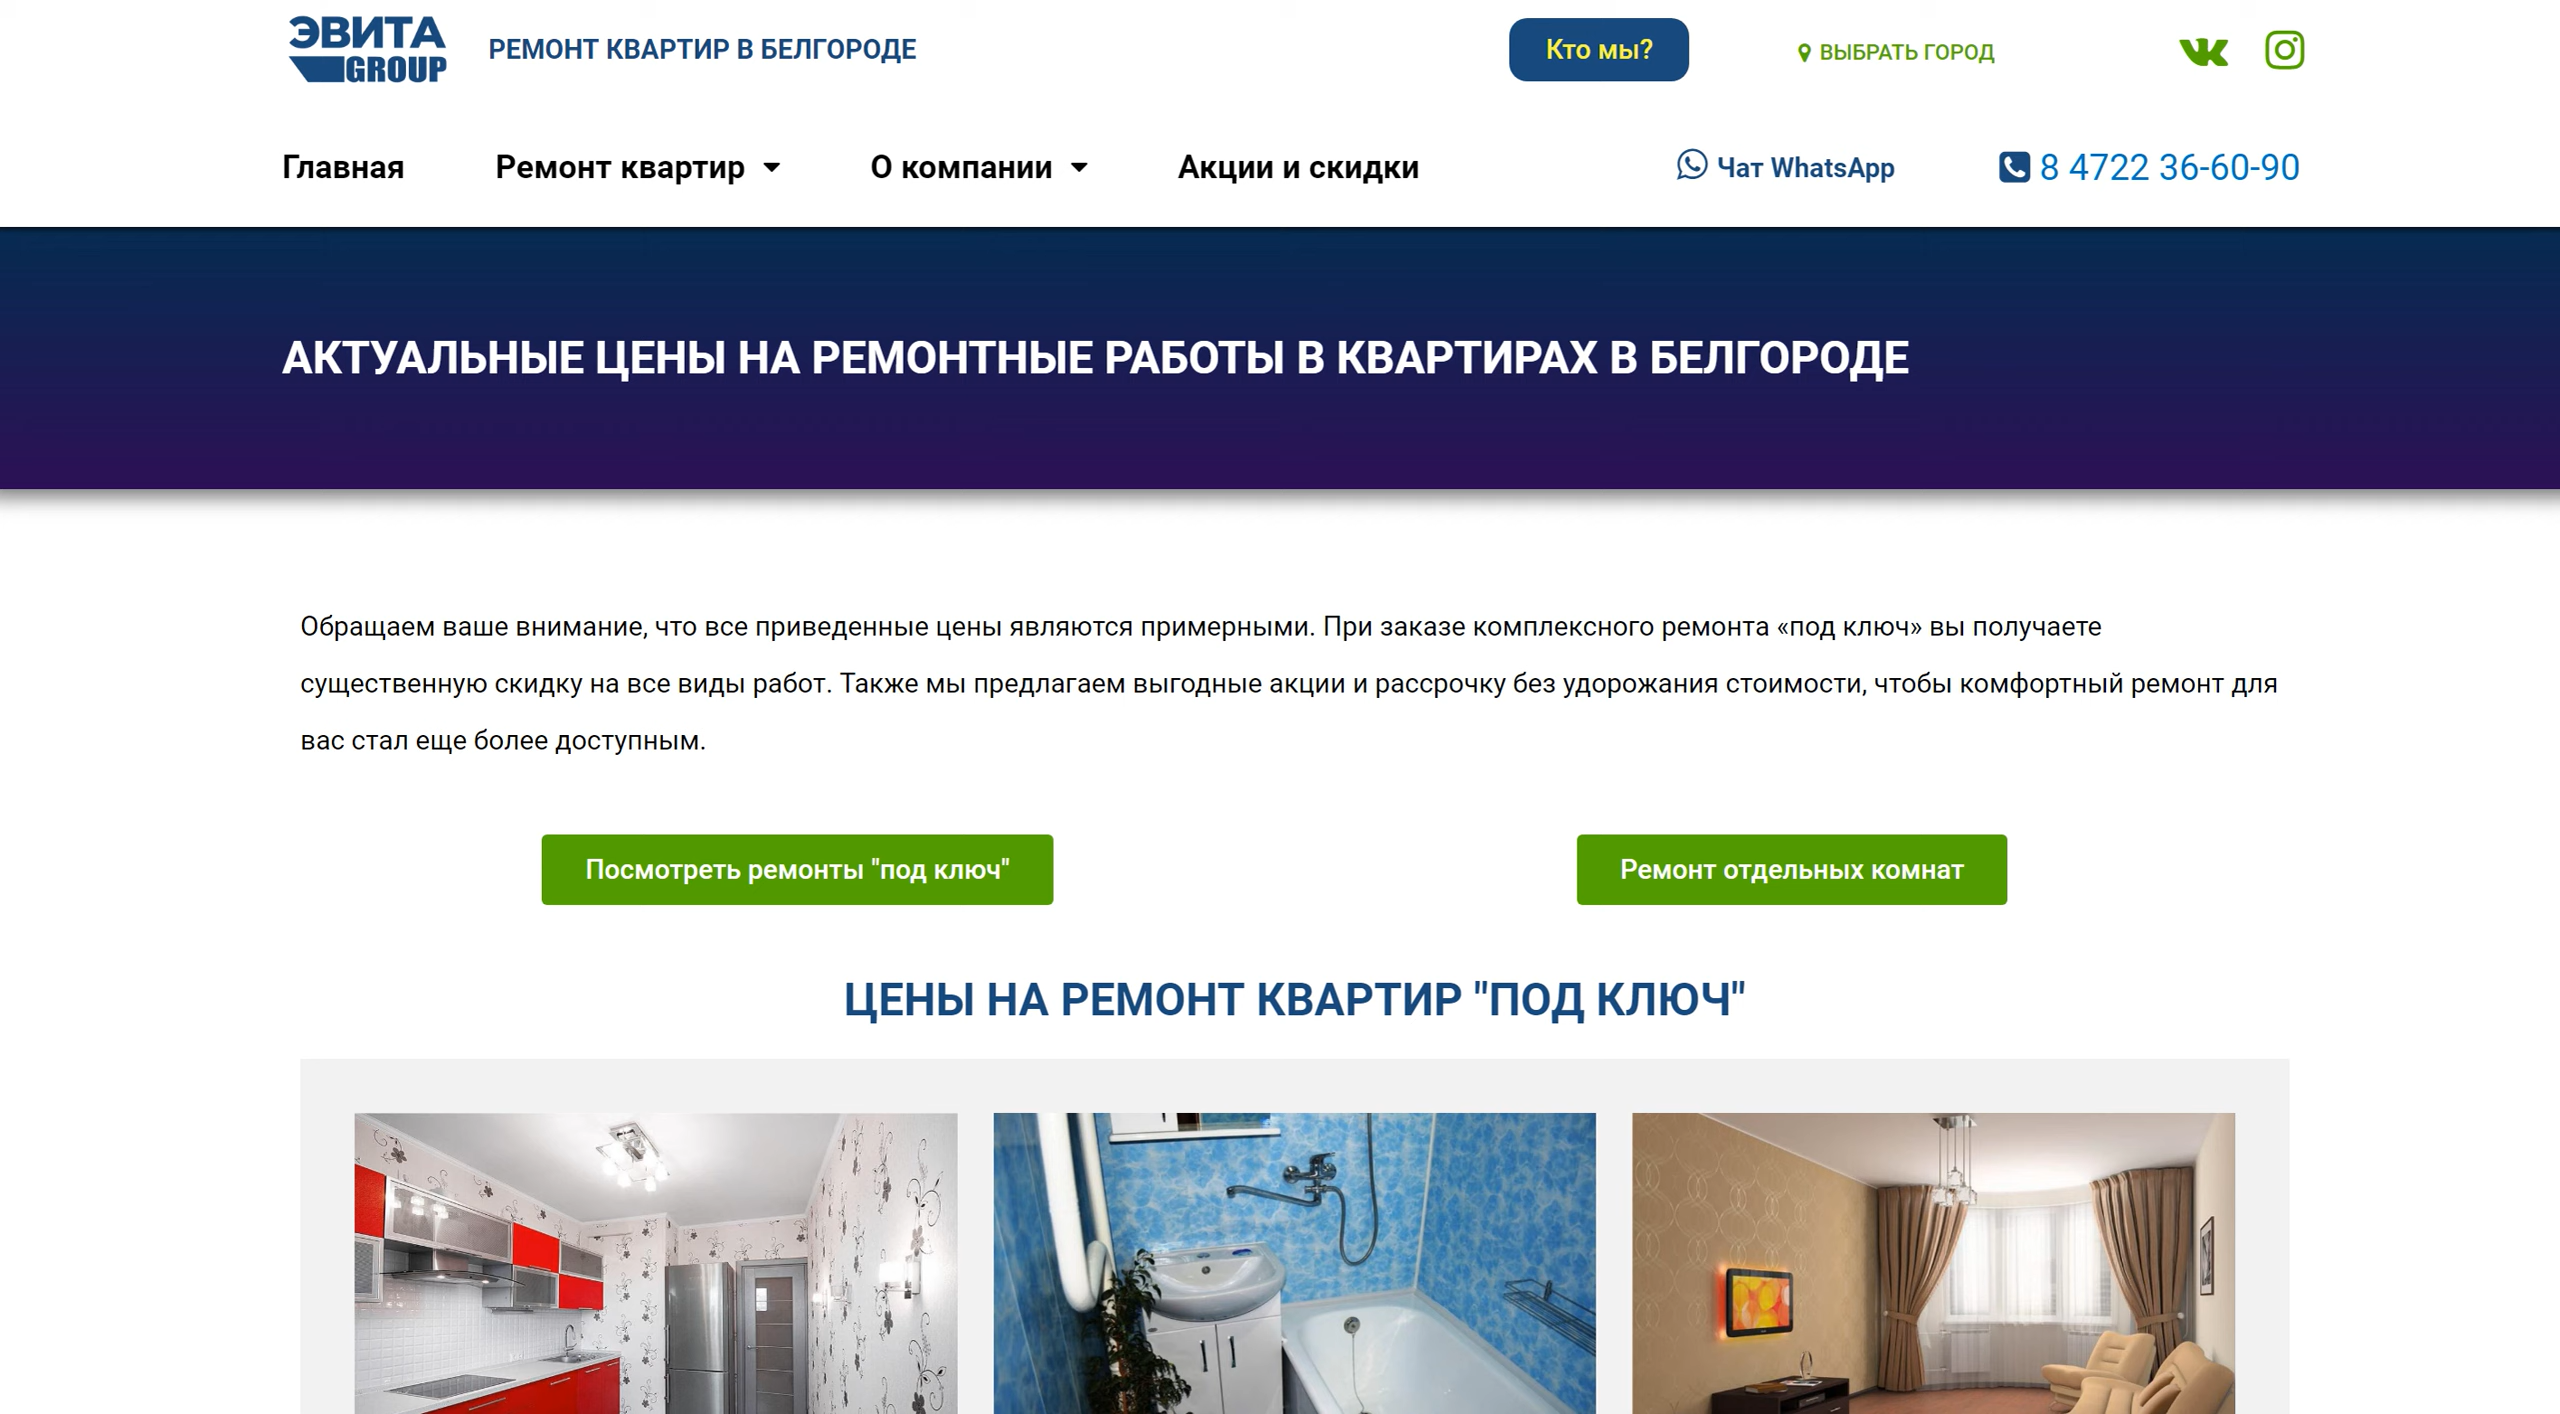 ЭВИТА
GROUP
РЕМОНТ КВАРТИР В БЕЛГОРОДЕ
Кто мы?
ВЫБРАТЬ ГОРОД
Главная
Ремонт квартир
О компании
Акции и скидки
Чат WhatsApp
8 4722 36-60-90
АКТУАЛЬНЫЕ ЦЕНЫ НА РЕМОНТНЫЕ РАБОТЫ В КВАРТИРАХ В БЕЛГОРОДЕ
Обращаем ваше внимание, что все приведенные цены являются примерными. При заказе комплексного ремонта «под ключ» вы получаете
существенную скидку на все виды работ. Также мы предлагаем выгодные акции и рассрочку без удорожания стоимости, чтобы комфортный ремонт для
вас стал еще более доступным.
Посмотреть ремонты "под ключ"
Ремонт отдельных комнат
ЦЕНЫ НА РЕМОНТ КВАРТИР "ПОД КЛЮЧ"